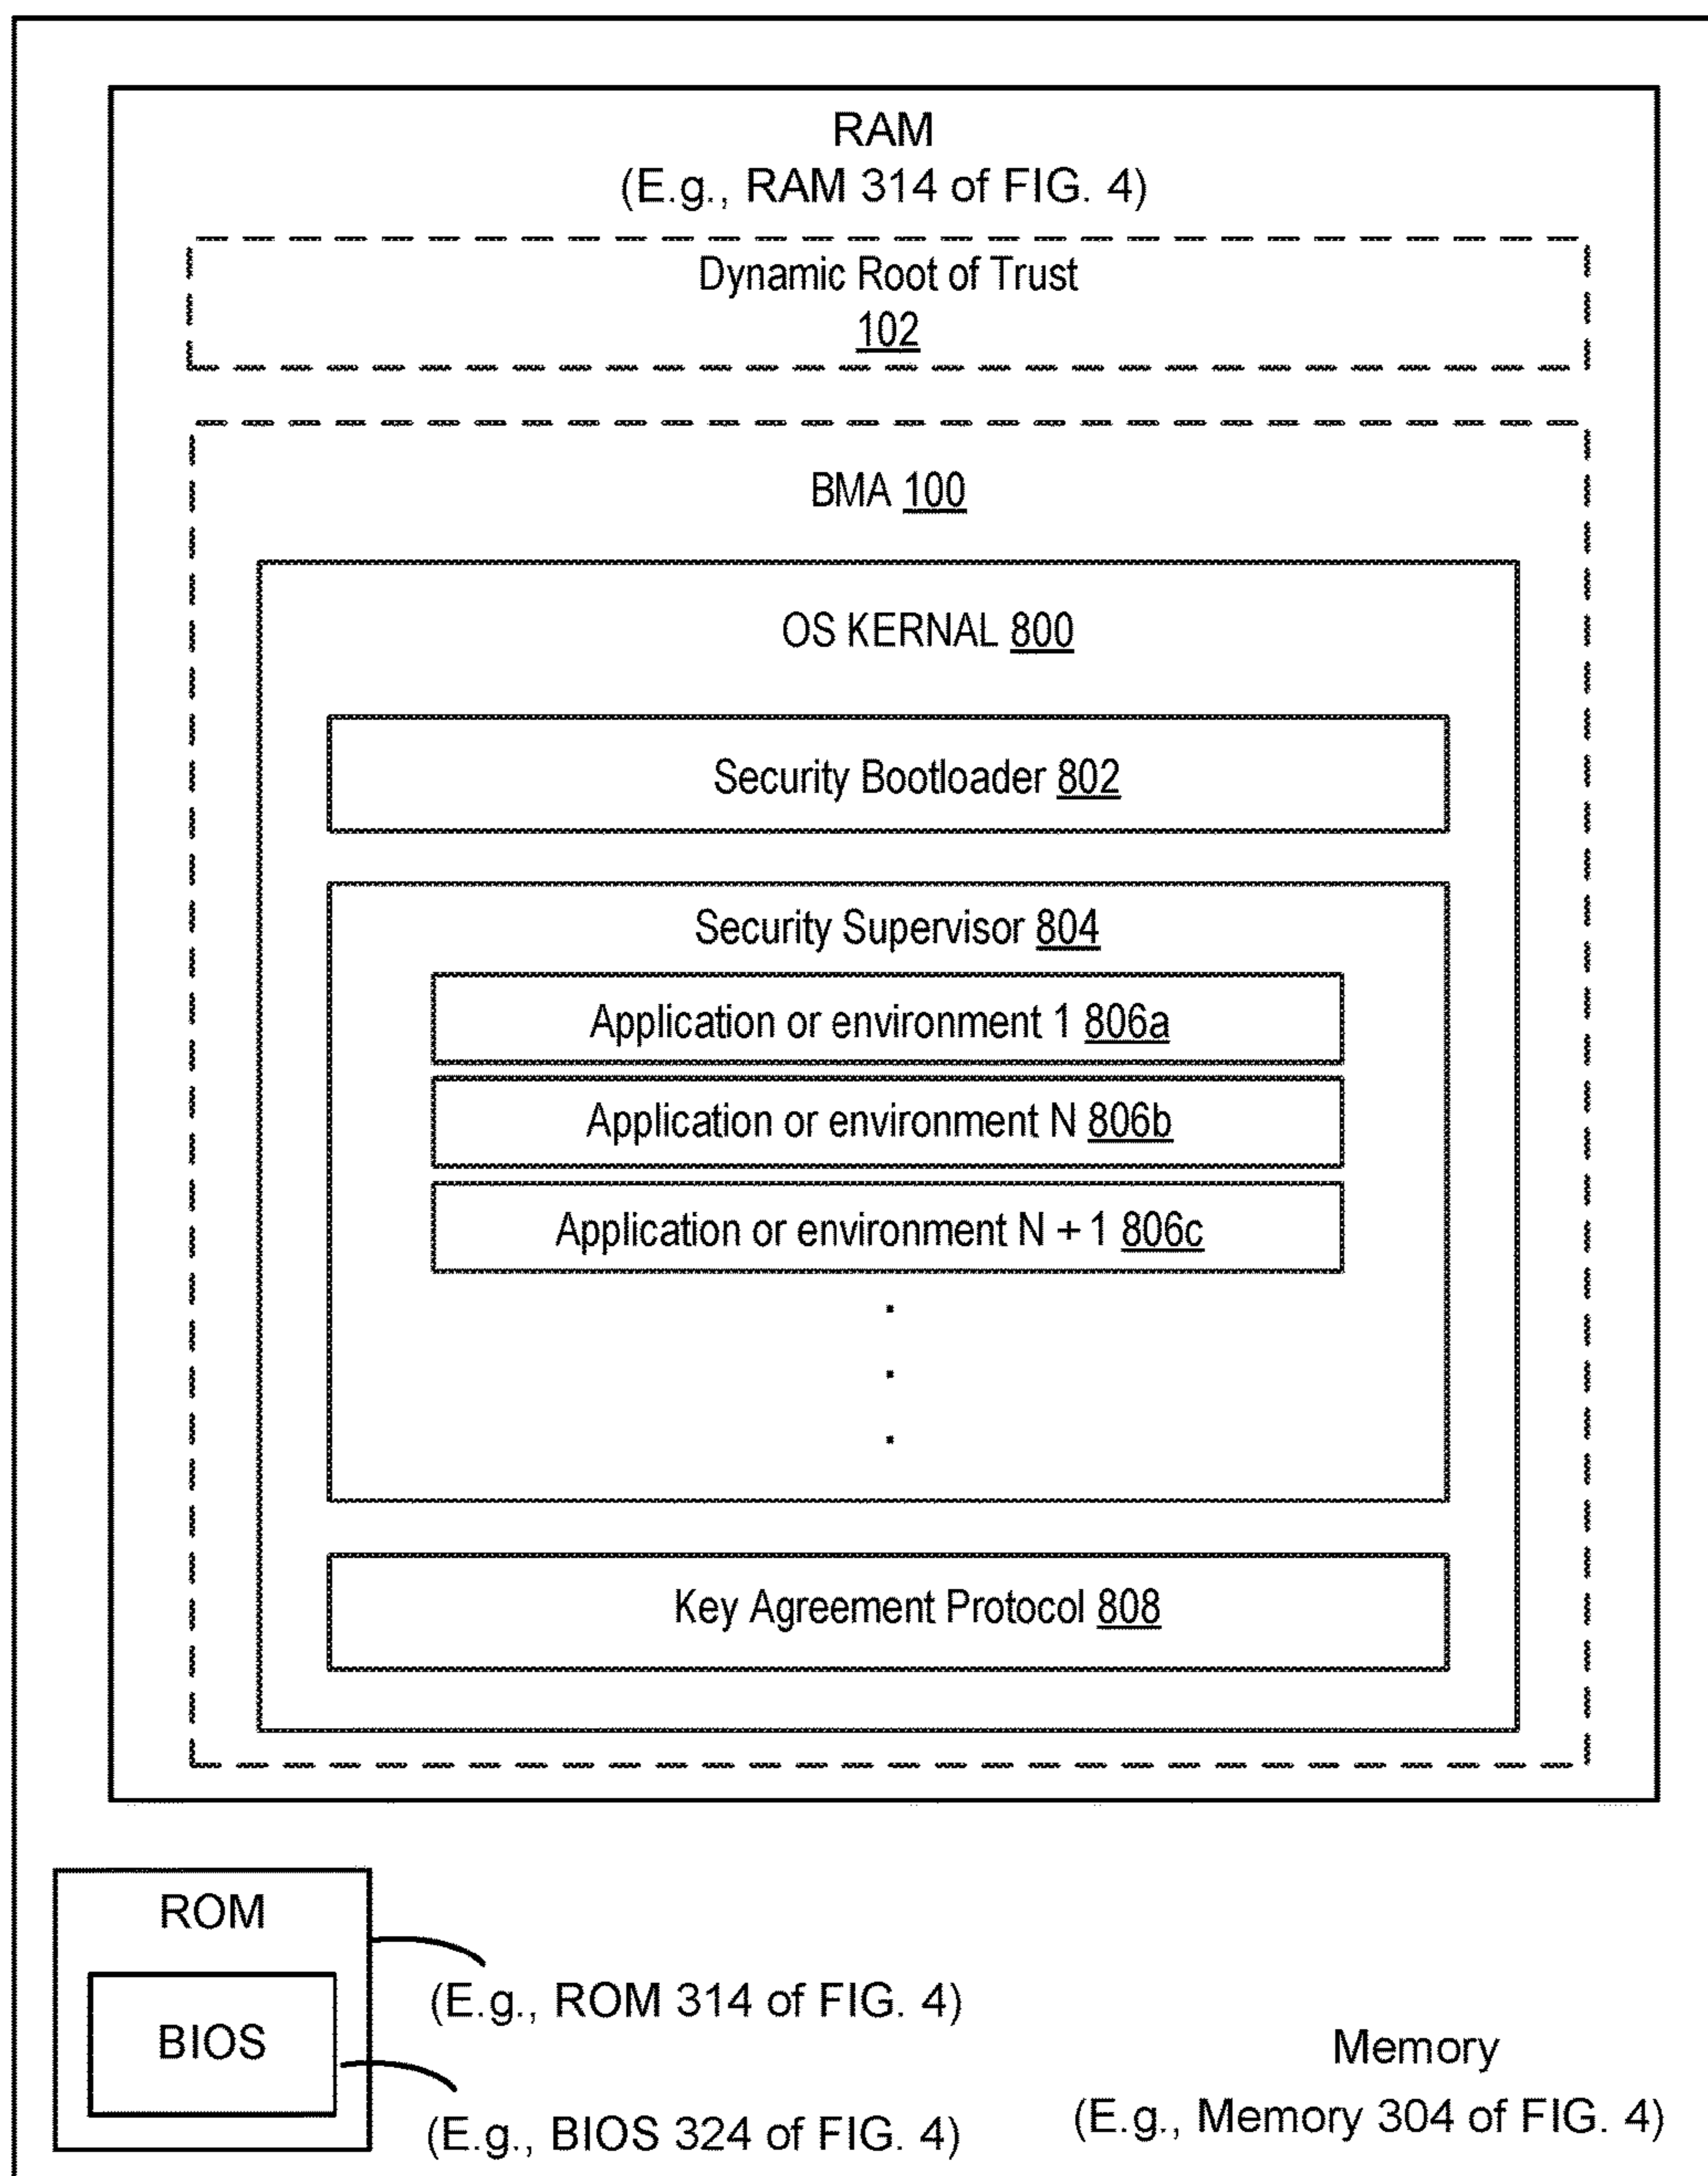 RAM
(E.g., RAM 314 of FIG. 4)
Dynamic Root of Trust
102
BMA 100
OS KERNAL 800
Security Bootloader 802
Security Supervisor 804
Application or environment 1 806a
Application or environment N 806b
Application or environment N + 1 806c
.
.
.
Key Agreement Protocol 808
ROM
(E.g., ROM 314 of FIG. 4)
BIOS
(E.g., BIOS 324 of FIG. 4)
Memory
(E.g., Memory 304 of FIG. 4)